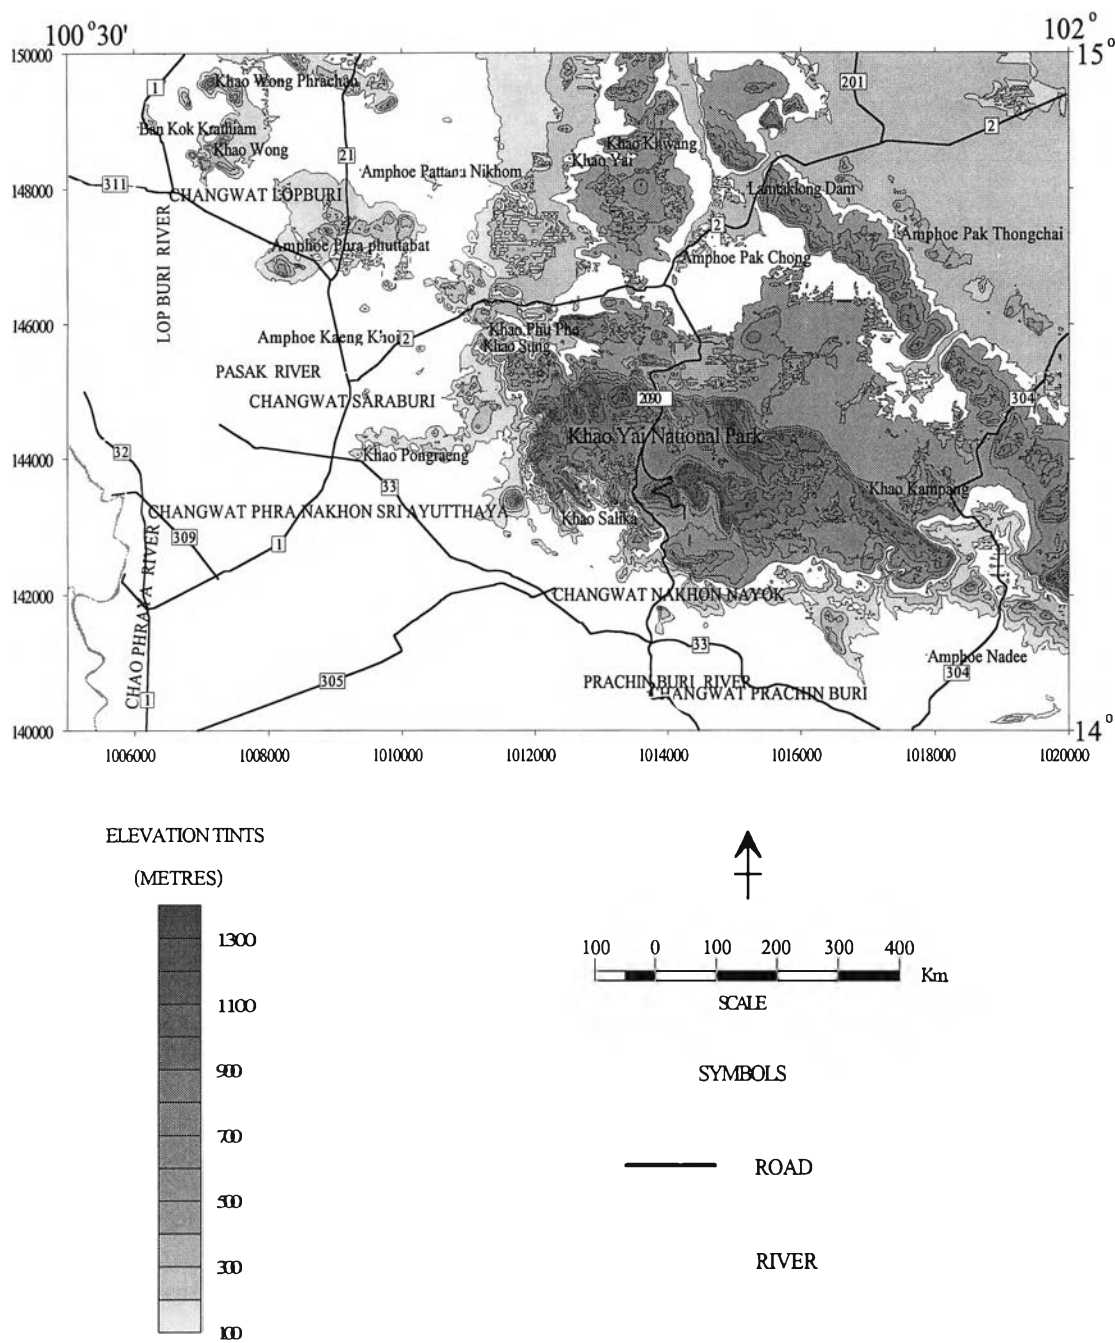 100°30'
102°
150000
15°
1
Khao Wong Phrachan
201
Ban Kok Krathiam
2
Khao Khwang
Khao Wong
21
Khao Yai
Amphoe Pattana Nikhom
148000
311
CHANGWAT LOPBURI
Lamtaklong Dam
2
LOPBURI RIVER
Amphoe Phra phuttabat
Amphoe Pak Thongchai
Amphoe Pak Chong
146000
Khao Phu Pho
Amphoe Kaeng Khoi
2
Khao Sung
PASAK RIVER
CHANGWAT SARABURI
304
Khao Yai National Park
144000
32
Khao Pongraeng
33
Khao Kampang
CHANGWAT PHRA NAKHON SRI AYUTTHAYA
Khao Salika
309
1
142000
CHANGWAT NAKHON NAYOK
CHAO PHRAYA RIVER
33
Amphoe Nadee
304
305
PRACHIN BURI RIVER
CHANGWAT PRACHIN BURI
1
140000
14°
1006000 1008000 1010000 1012000 1014000 1016000 1018000 1020000
ELEVATION TINTS
(METRES)
1300
1100
900
700
500
300
100
100 0 100 200 300 400
Km.
SCALE
SYMBOLS
ROAD
RIVER